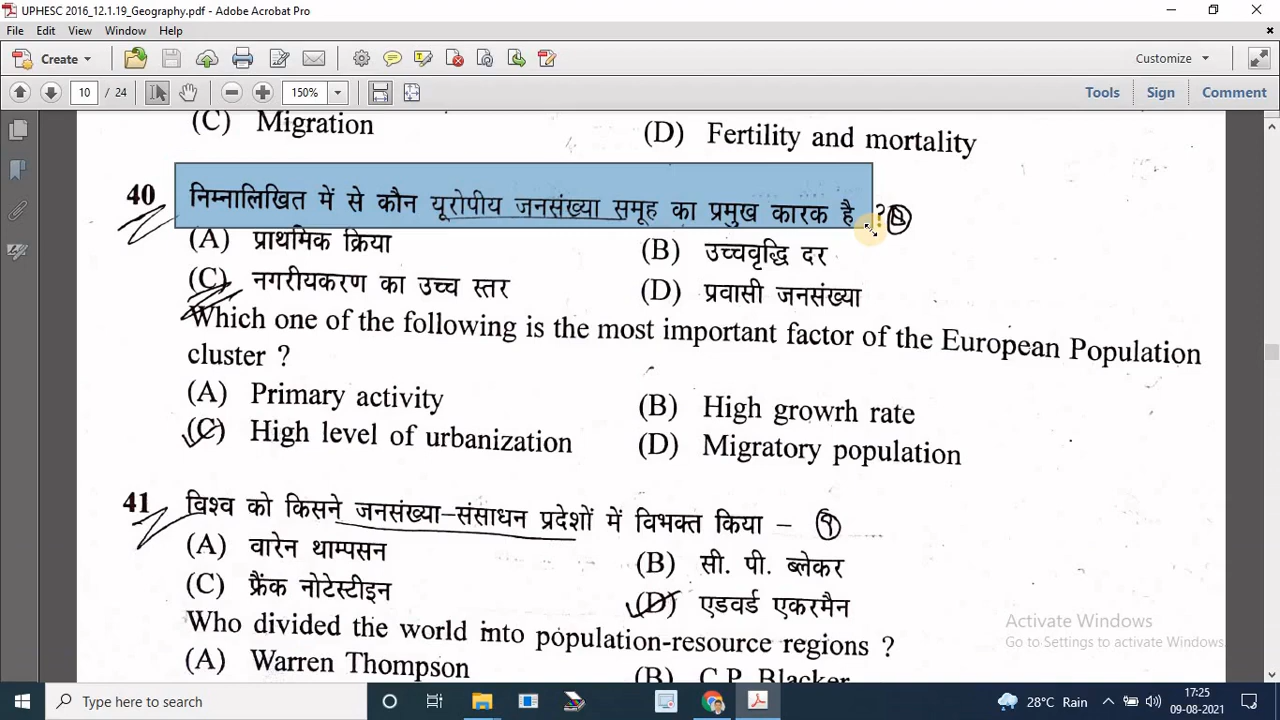 UPHESC 2016_12.1.19_Geography.pdf - Adobe Acrobat Pro
File Edit View Window Help
Create Customize
10 / 24 150% Tools Sign Comment
(C) Migration (D) Fertility and mortality
40 निम्नालिखित में से कौन यूरोपीय जनसंख्या समूह का प्रमुख कारक है ?
(A) प्राथमिक क्रिया (B) उच्चवृद्धि दर
(C) नगरीयकरण का उच्च स्तर (D) प्रवासी जनसंख्या
Which one of the following is the most important factor of the European Population
cluster ?
(A) Primary activity (B) High growrh rate
(C) High level of urbanization (D) Migratory population
41 विश्व को किसने जनसंख्या–संसाधन प्रदेशों में विभक्त किया –
(A) वारेन थाम्पसन (B) सी. पी. ब्लेकर
(C) फ्रैंक नोटेस्टीइन (D) एडवर्ड एकरमैन
Who divided the world into population-resource regions ?
(A) Warren Thompson (B) C.P. Blacker
Activate Windows
Go to Settings to activate Windows.
Type here to search 28°C Rain 17:25
09-08-2021